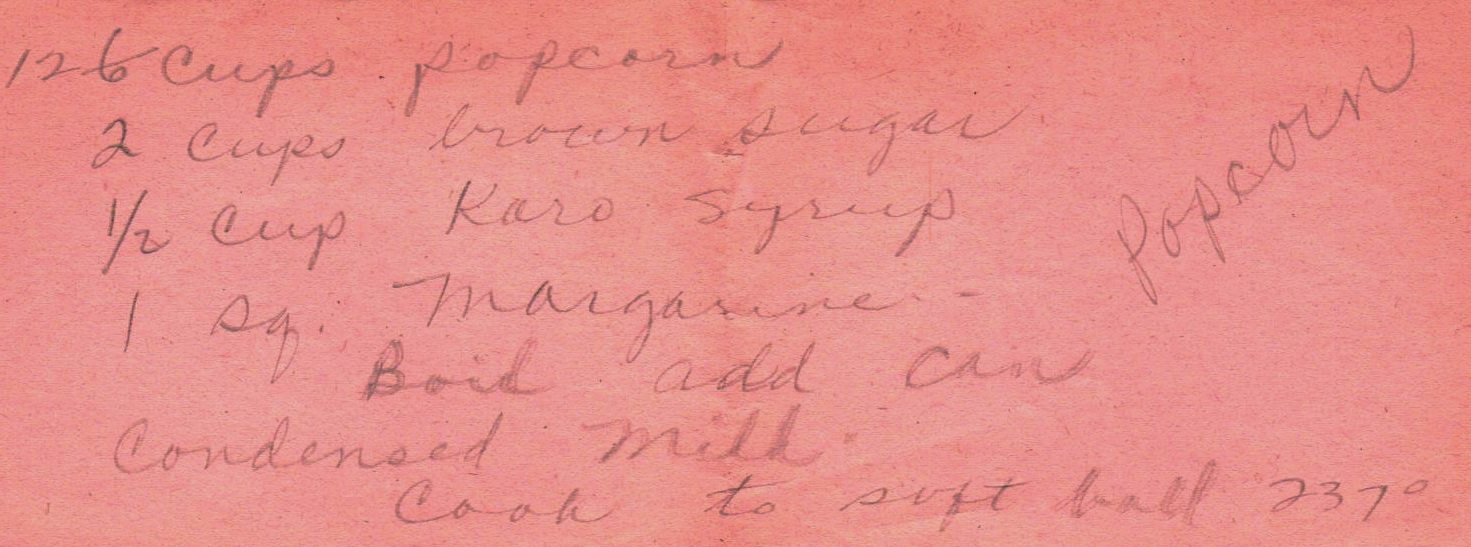 12 6 Cups popcorn
2 Cups brown sugar
1/2 Cup Karo Syrup
1 sq. Margarine -
Boil add can
Condensed Milk.
Cook to soft ball 237°
Popcorn